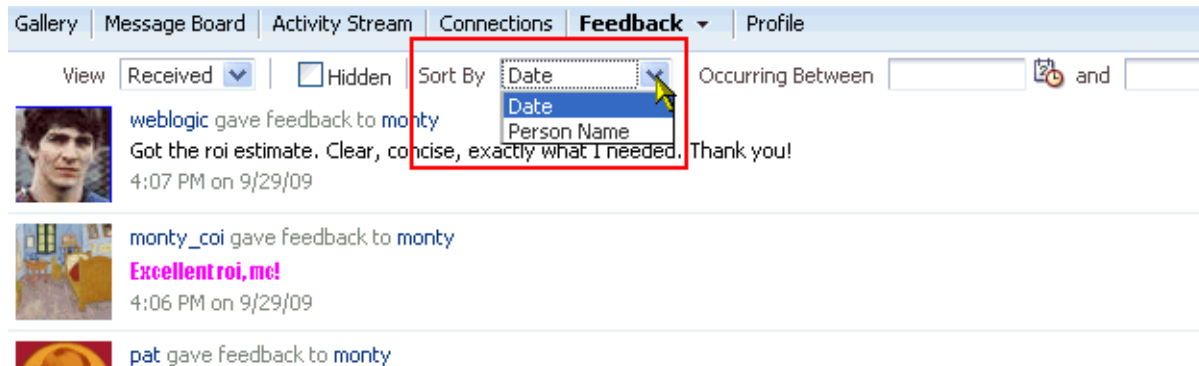 Gallery Message Board Activity Stream Connections Feedback Profile
View Received Hidden Sort By Date Occurring Between and
Date
Person Name
weblogic gave feedback to monty
Got the roi estimate. Clear, concise, exactly what I needed. Thank you!
4:07 PM on 9/29/09
monty_coi gave feedback to monty
Excellent roi, mc!
4:06 PM on 9/29/09
pat gave feedback to monty